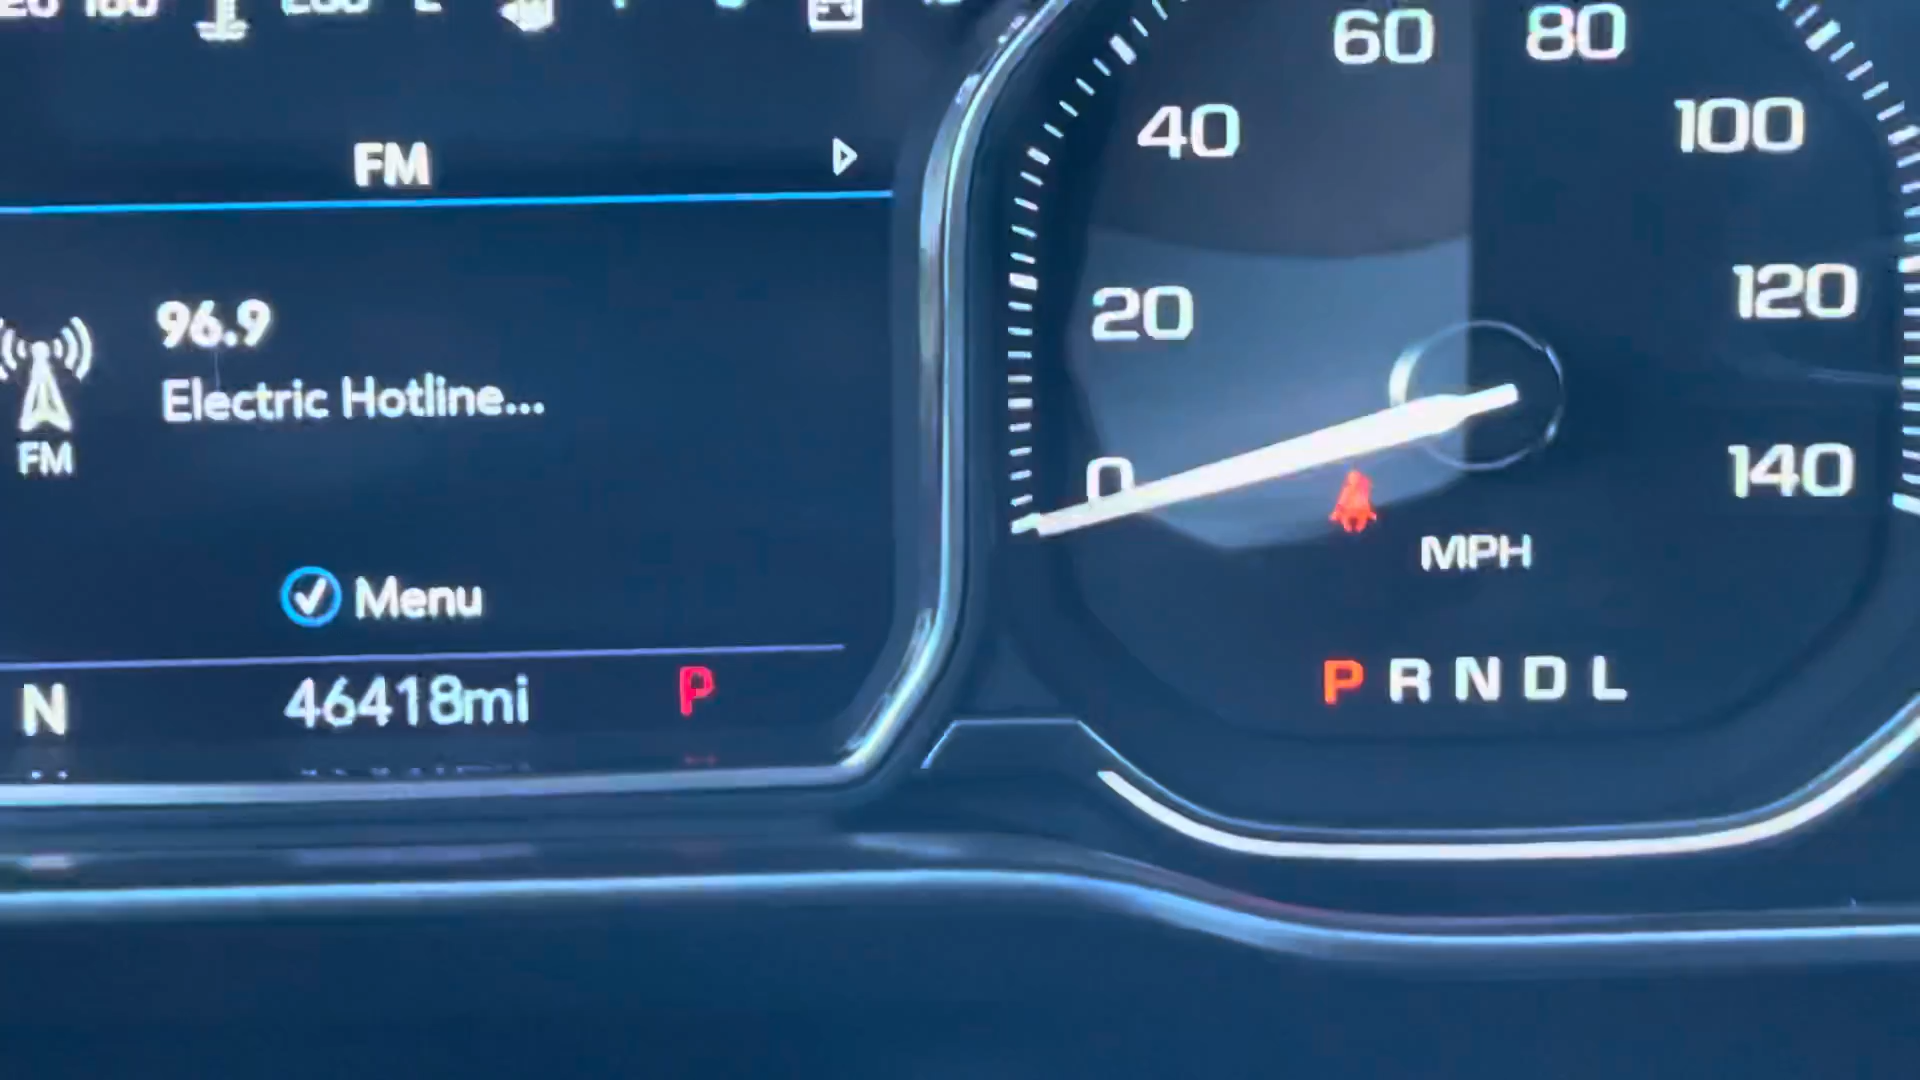 FM
96.9
Electric Hotline...
FM
Menu
N 46418mi P
0
20
40
60
80
100
120
140
MPH
P R N D L